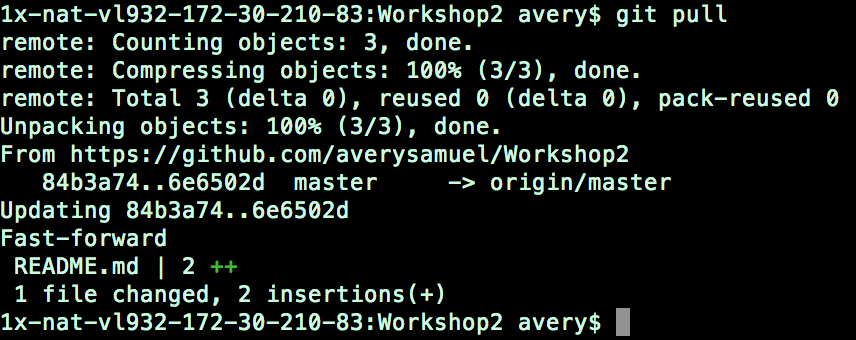 1x-nat-vl932-172-30-210-83:Workshop2 avery$ git pull
remote: Counting objects: 3, done.
remote: Compressing objects: 100% (3/3), done.
remote: Total 3 (delta 0), reused 0 (delta 0), pack-reused 0
Unpacking objects: 100% (3/3), done.
From https://github.com/averysamuel/Workshop2
   84b3a74..6e6502d  master     -> origin/master
Updating 84b3a74..6e6502d
Fast-forward
 README.md | 2 ++
 1 file changed, 2 insertions(+)
1x-nat-vl932-172-30-210-83:Workshop2 avery$